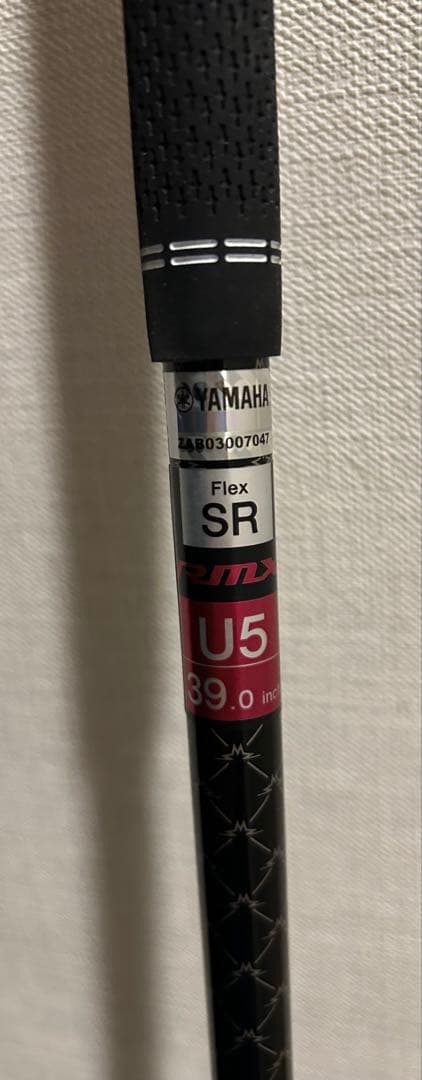 YAMAHA
ZAB03007047
Flex
SR
RMX
U5
39.0 inch